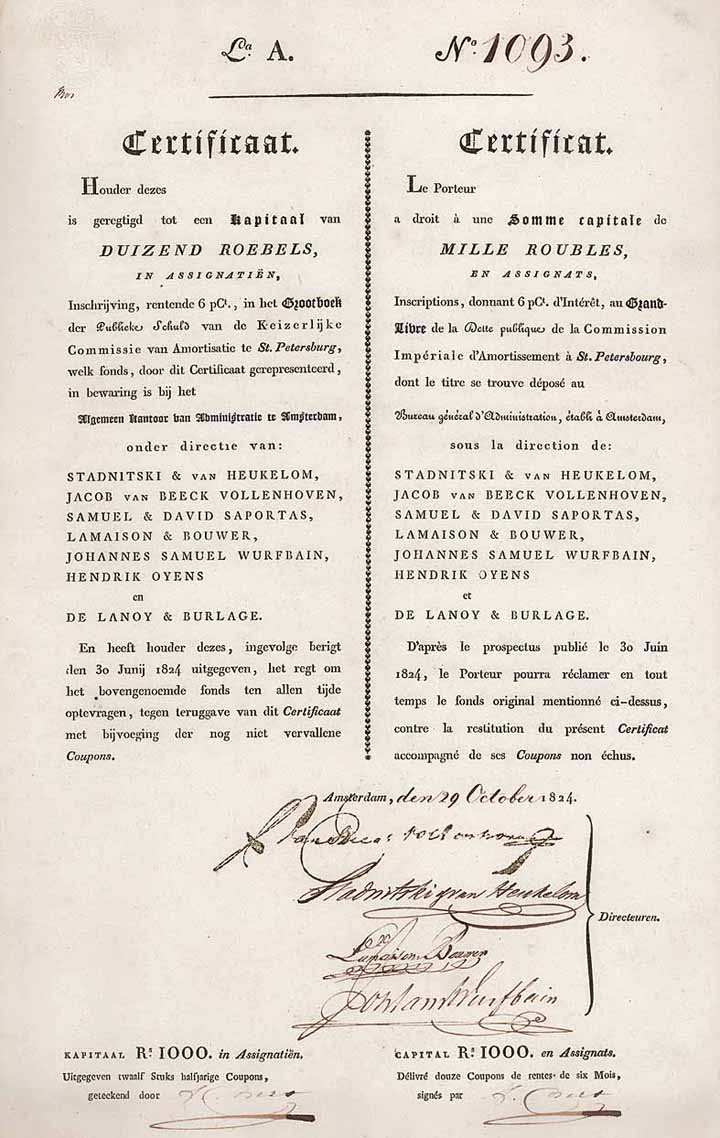 La. A. No. 1093.
Certificaat.
Houder dezes
is geregtigd tot een Kapitaal van
DUIZEND ROEBELS,
IN ASSIGNATIËN,
Inschrijving, rentende 6 pCt., in het Grootboek
der Publieke Schuld van de Keizerlijke
Commissie van Amortisatie te St. Petersburg,
welk fonds, door dit Certificaat gerepresenteerd,
in bewaring is bij het
Algemeen Kantoor van Administratie te Amsterdam,
onder directie van:
STADNITSKI & VAN HEUKELOM,
JACOB VAN BEECK VOLLENHOVEN,
SAMUEL & DAVID SAPORTAS,
LAMAISON & BOUWER,
JOHANNES SAMUEL WURFBAIN,
HENDRIK OYENS
en
DE LANOY & BURLAGE.
En heeft houder dezes, ingevolge berigt
den 30 Junij 1824 uitgegeven, het regt om
het bovengenoemde fonds ten allen tijde
optevragen, tegen teruggave van dit Certificaat
met bijvoeging der nog niet vervallene
Coupons.
Certificat.
Le Porteur
a droit à une Somme capitale de
MILLE ROUBLES,
EN ASSIGNATS,
Inscriptions, donnant 6 pCt. d'Intérêt, au Grand-
Livre de la Dette publique de la Commission
Impériale d'Amortissement à St. Petersbourg,
dont le titre se trouve déposé au
Bureau général d'Administration, établi à Amsterdam,
sous la direction de:
STADNITSKI & VAN HEUKELOM,
JACOB VAN BEECK VOLLENHOVEN,
SAMUEL & DAVID SAPORTAS,
LAMAISON & BOUWER,
JOHANNES SAMUEL WURFBAIN,
HENDRIK OYENS
et
DE LANOY & BURLAGE.
D'après le prospectus publié le 30 Juin
1824, le Porteur pourra réclamer en tout
temps le fonds original mentionné ci-dessus,
contre la restitution du présent Certificat
accompagné de ses Coupons non échus.
Amsterdam, den 29 October 1824.
Stadnitski & van Heukelom
Lamaison Bouwer
Joh Sam Wurfbain
Directeuren.
KAPITAAL Rs. 1000. in Assignatiën.
Uitgegeven twaalf Stuks halfjarige Coupons,
geteekend door
CAPITAL Rs. 1000. en Assignats.
Délivré douze Coupons de rentes de six Mois,
signés par